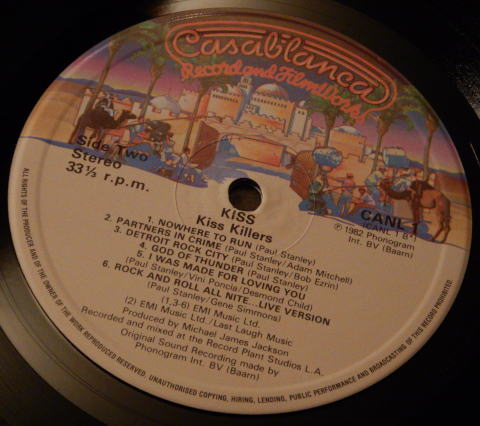 Casablanca
Record and FilmWorks
Side Two
Stereo
33⅓ r.p.m.
CANL 1
(CANL 1 B*)
℗ 1982 Phonogram
Int. BV (Baarn)
KISS
Kiss Killers
1. NOWHERE TO RUN (Paul Stanley)
2. PARTNERS IN CRIME (Paul Stanley/Adam Mitchell)
3. DETROIT ROCK CITY (Paul Stanley/Bob Ezrin)
4. GOD OF THUNDER (Paul Stanley)
5. I WAS MADE FOR LOVING YOU
(Paul Stanley/Vini Poncia/Desmond Child)
6. ROCK AND ROLL ALL NITE...LIVE VERSION
(Paul Stanley/Gene Simmons)
(1,3-6) EMI Music Ltd.
(2) EMI Music Ltd./Last Laugh Music
Produced by Michael James Jackson
Recorded and mixed at the Record Plant Studios L.A.
Original Sound Recording made by
Phonogram Int. BV (Baarn)
ALL RIGHTS OF THE PRODUCER AND OF THE OWNER OF THE WORK REPRODUCED RESERVED. UNAUTHORISED COPYING, HIRING, LENDING, PUBLIC PERFORMANCE AND BROADCASTING OF THIS RECORD PROHIBITED